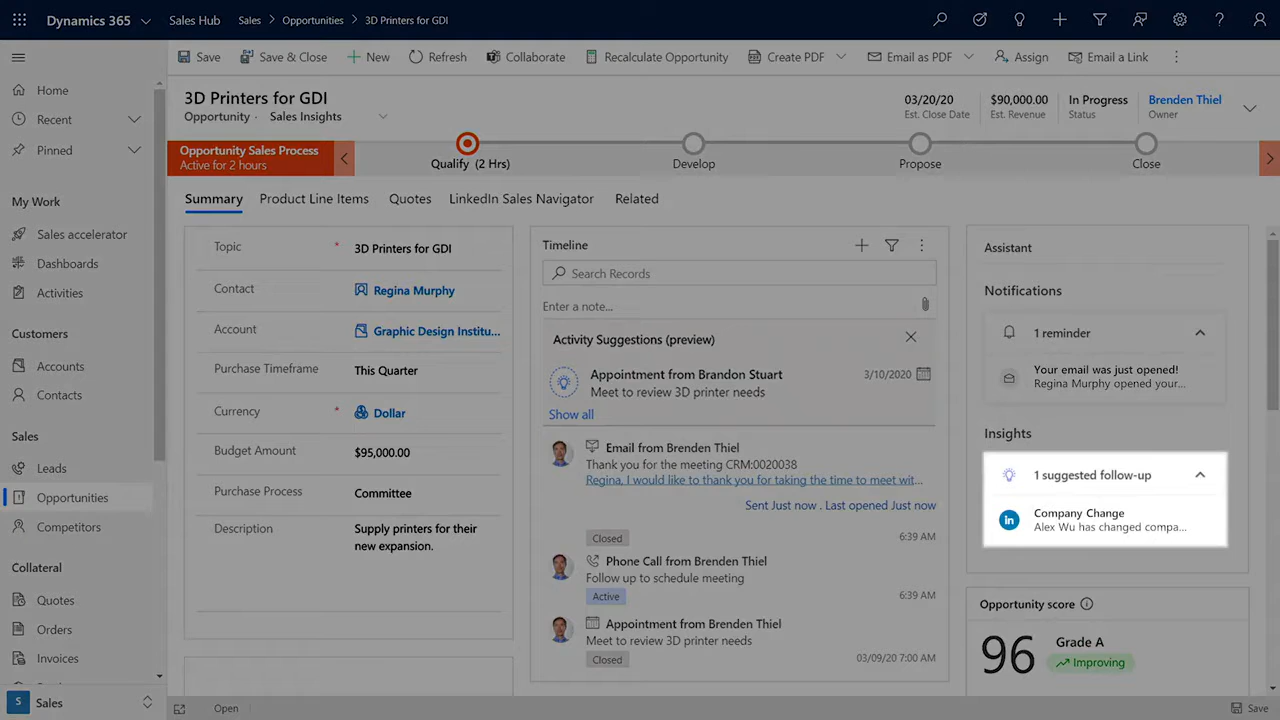 Dynamics 365
Sales Hub
Sales
Opportunities
3D Printers for GDI
Save
Save & Close
New
Refresh
Collaborate
Recalculate Opportunity
Create PDF
Email as PDF
Assign
Email a Link
Home
Recent
Pinned
My Work
Sales accelerator
Dashboards
Activities
Customers
Accounts
Contacts
Sales
Leads
Opportunities
Competitors
Collateral
Quotes
Orders
Invoices
S
Sales
3D Printers for GDI
Opportunity · Sales Insights
03/20/20
Est. Close Date
$90,000.00
Est. Revenue
In Progress
Status
Brenden Thiel
Owner
Opportunity Sales Process
Active for 2 hours
Qualify (2 Hrs)
Develop
Propose
Close
Summary
Product Line Items
Quotes
LinkedIn Sales Navigator
Related
Topic * 3D Printers for GDI
Contact Regina Murphy
Account Graphic Design Institu...
Purchase Timeframe This Quarter
Currency * Dollar
Budget Amount $95,000.00
Purchase Process Committee
Description Supply printers for their
new expansion.
Timeline
Search Records
Enter a note...
Activity Suggestions (preview)
Appointment from Brandon Stuart 3/10/2020
Meet to review 3D printer needs
Show all
Email from Brenden Thiel
Thank you for the meeting CRM:0020038
Regina, I would like to thank you for taking the time to meet wit...
Sent Just now . Last opened Just now
Closed 6:39 AM
Phone Call from Brenden Thiel
Follow up to schedule meeting
Active 6:39 AM
Appointment from Brenden Thiel
Meet to review 3D printer needs
Closed 03/09/20 7:00 AM
Assistant
Notifications
1 reminder
Your email was just opened!
Regina Murphy opened your...
Insights
1 suggested follow-up
in
Company Change
Alex Wu has changed compa...
Opportunity score
96
Grade A
Improving
Open
Save